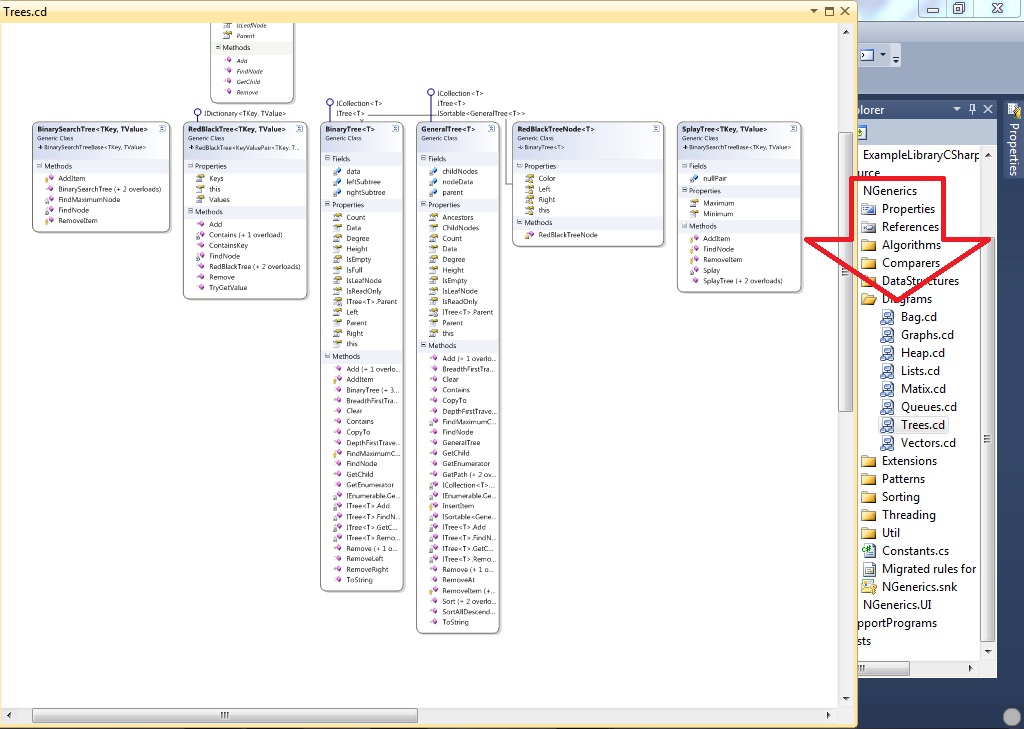 Trees.cd
IsLeafNode
Parent
Methods
Add
FindNode
GetChild
Remove
IDictionary<TKey, TValue>
ICollection<T>
ITree<T>
ICollection<T>
ITree<T>
ISortable<GeneralTree<T>>
BinarySearchTree<TKey, TValue>
Generic Class
BinarySearchTreeBase<TKey, TValue>
Methods
AddItem
BinarySearchTree (+ 2 overloads)
FindMaximumNode
FindNode
RemoveItem
RedBlackTree<TKey, TValue>
Generic Class
RedBlackTree<KeyValuePair<TKey, T...
Properties
Keys
this
Values
Methods
Add
Contains (+ 1 overload)
ContainsKey
FindNode
RedBlackTree (+ 2 overloads)
Remove
TryGetValue
BinaryTree<T>
Generic Class
Fields
data
leftSubtree
rightSubtree
Properties
Count
Data
Degree
Height
IsEmpty
IsFull
IsLeafNode
IsReadOnly
ITree<T>.Parent
Left
Parent
Right
this
Methods
Add (+ 1 overlo...
AddItem
BinaryTree (+ 3...
BreadthFirstTra...
Clear
Contains
CopyTo
DepthFirstTrave...
FindMaximumC...
FindNode
GetChild
GetEnumerator
IEnumerable.Ge...
ITree<T>.Add
ITree<T>.FindN...
ITree<T>.GetC...
ITree<T>.Remo...
Remove (+ 1 o...
RemoveLeft
RemoveRight
ToString
GeneralTree<T>
Generic Class
Fields
childNodes
nodeData
parent
Properties
Ancestors
ChildNodes
Count
Data
Degree
Height
IsEmpty
IsLeafNode
IsReadOnly
ITree<T>.Parent
Parent
this
Methods
Add (+ 1 overlo...
BreadthFirstTra...
Clear
Contains
CopyTo
DepthFirstTrave...
FindMaximumC...
FindNode
GeneralTree
GetChild
GetEnumerator
GetPath (+ 2 ov...
ICollection<T>...
IEnumerable.Ge...
InsertItem
ISortable<Gene...
ITree<T>.Add
ITree<T>.FindN...
ITree<T>.GetC...
ITree<T>.Remo...
Remove (+ 1 o...
RemoveAt
RemoveItem (+...
Sort (+ 2 overlo...
SortAllDescend...
ToString
RedBlackTreeNode<T>
Generic Class
BinaryTree<T>
Properties
Color
Left
Right
this
Methods
RedBlackTreeNode
SplayTree<TKey, TValue>
Generic Class
BinarySearchTreeBase<TKey, TValue>
Fields
nullPair
Properties
Maximum
Minimum
Methods
AddItem
FindNode
RemoveItem
Splay
SplayTree (+ 2 overloads)
plorer
Properties
ExampleLibraryCSharp
urce
NGenerics
Properties
References
Algorithms
Comparers
DataStructures
Diagrams
Bag.cd
Graphs.cd
Heap.cd
Lists.cd
Matix.cd
Queues.cd
Trees.cd
Vectors.cd
Extensions
Patterns
Sorting
Threading
Util
Constants.cs
Migrated rules for
NGenerics.snk
NGenerics.UI
pportPrograms
sts